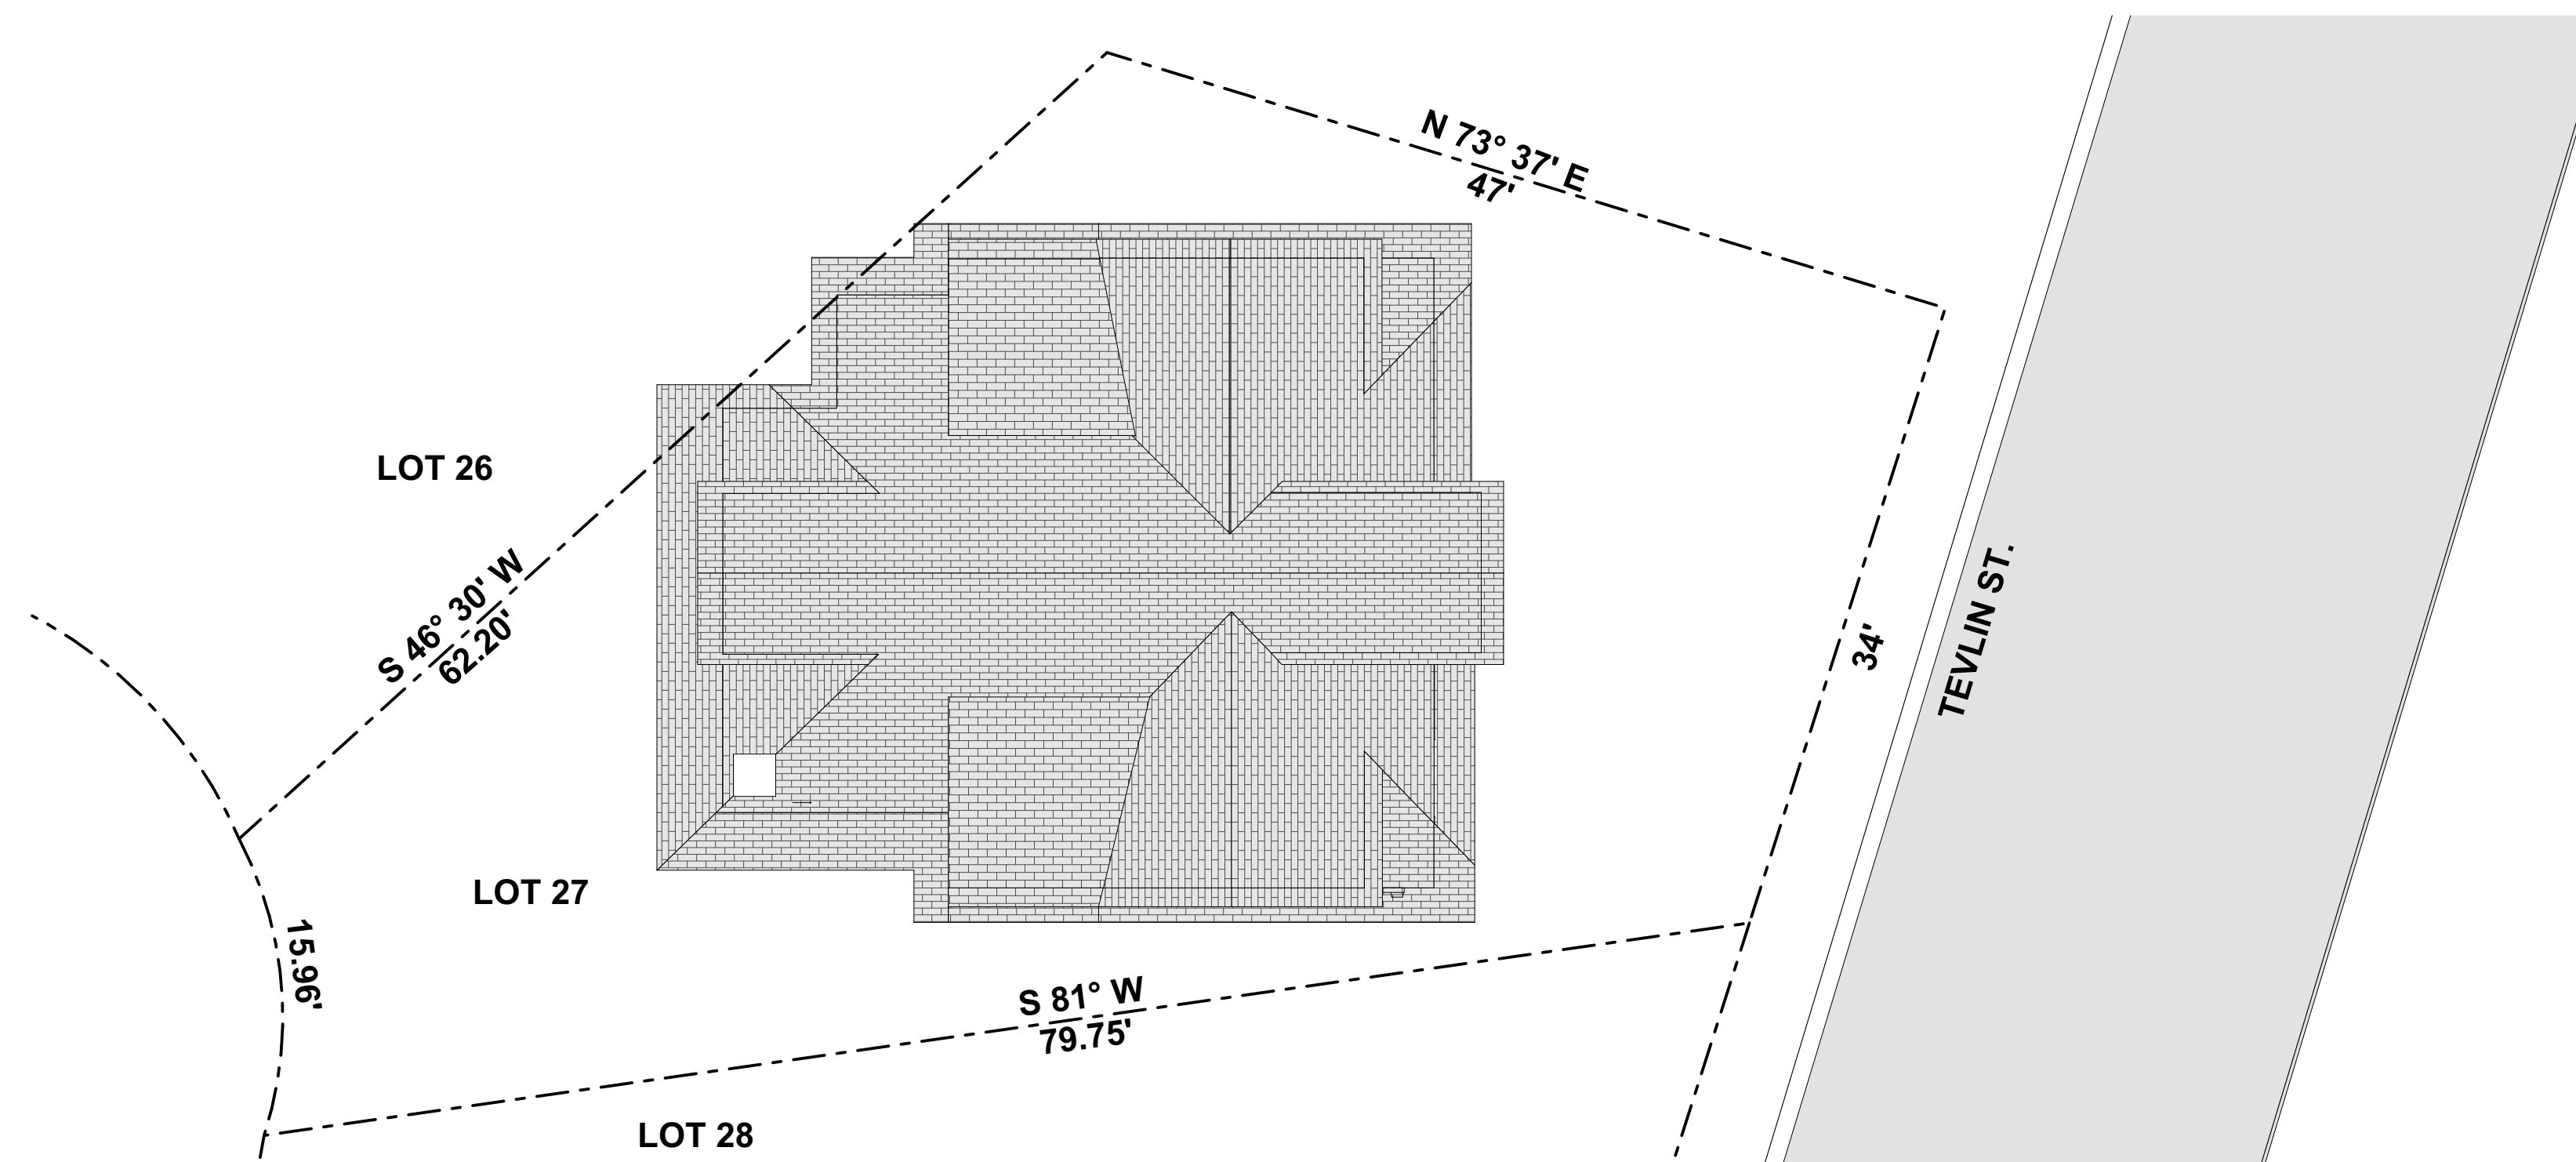 N 73° 37' E
47'
LOT 26
S 46° 30' W
62.20'
34'
TEVLIN ST.
LOT 27
15.96'
S 81° W
79.75'
LOT 28